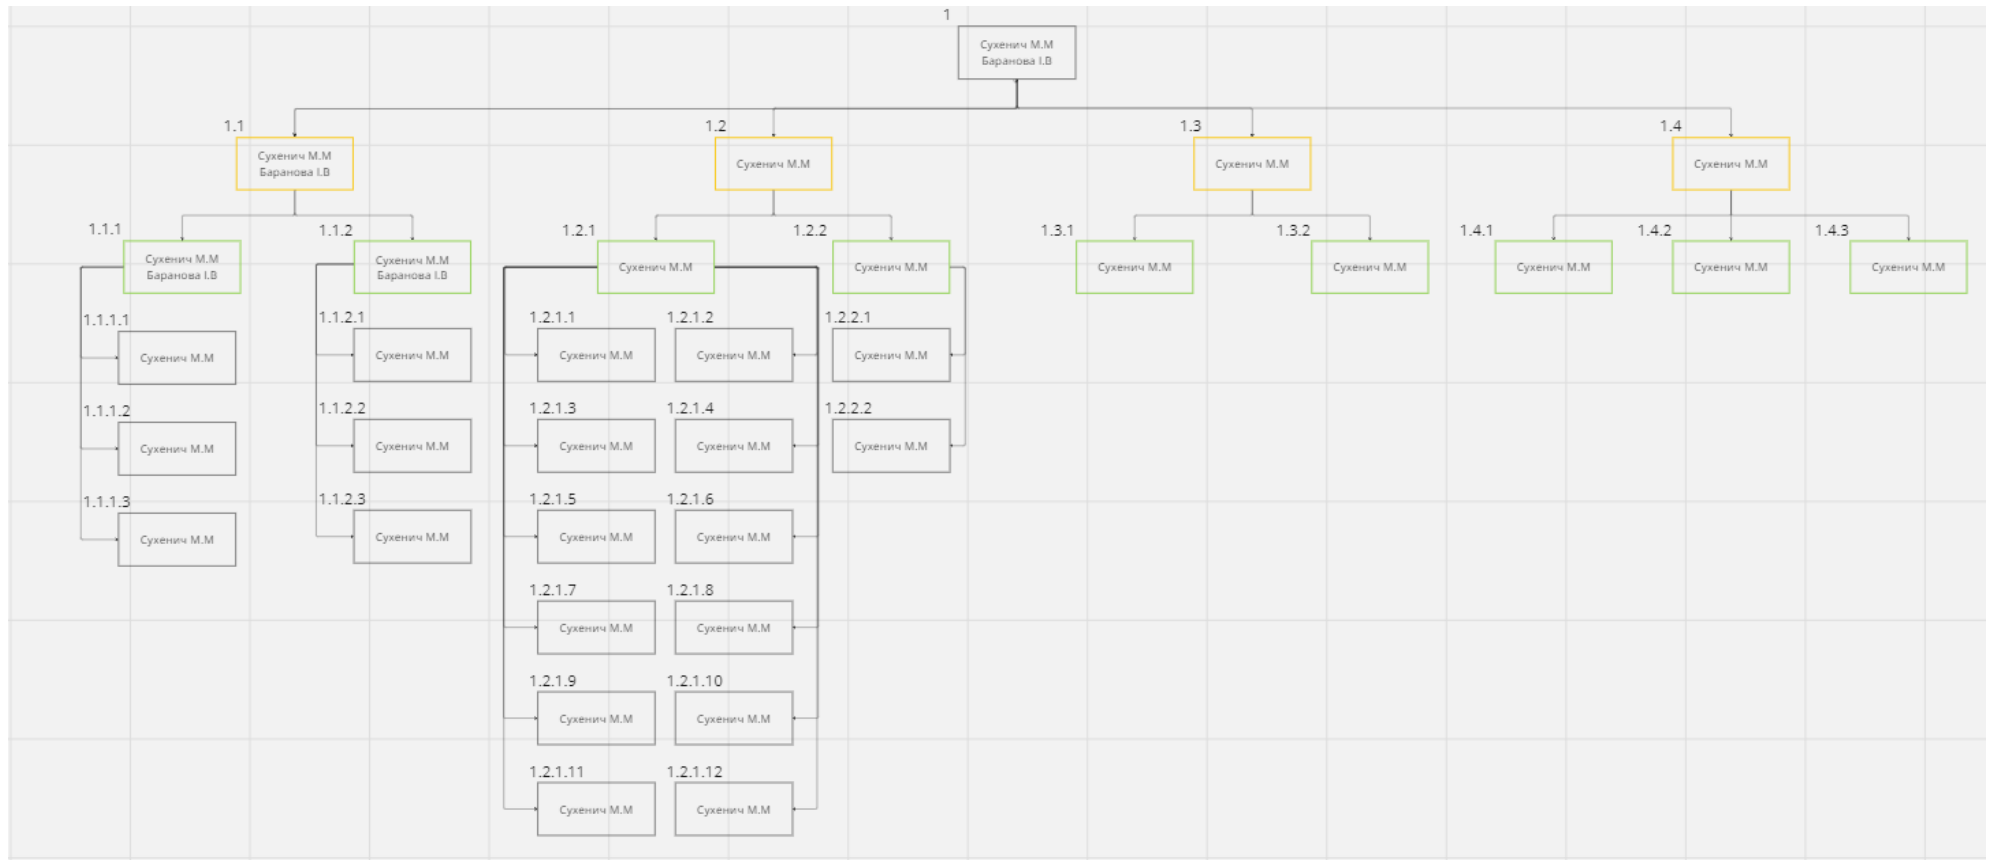 1
Сухенич М.М
Баранова І.В
1.1
Сухенич М.М
Баранова І.В
1.2
Сухенич М.М
1.3
Сухенич М.М
1.4
Сухенич М.М
1.1.1
Сухенич М.М
Баранова І.В
1.1.2
Сухенич М.М
Баранова І.В
1.2.1
Сухенич М.М
1.2.2
Сухенич М.М
1.3.1
Сухенич М.М
1.3.2
Сухенич М.М
1.4.1
Сухенич М.М
1.4.2
Сухенич М.М
1.4.3
Сухенич М.М
1.1.1.1
Сухенич М.М
1.1.1.2
Сухенич М.М
1.1.1.3
Сухенич М.М
1.1.2.1
Сухенич М.М
1.1.2.2
Сухенич М.М
1.1.2.3
Сухенич М.М
1.2.1.1
Сухенич М.М
1.2.1.2
Сухенич М.М
1.2.1.3
Сухенич М.М
1.2.1.4
Сухенич М.М
1.2.1.5
Сухенич М.М
1.2.1.6
Сухенич М.М
1.2.1.7
Сухенич М.М
1.2.1.8
Сухенич М.М
1.2.1.9
Сухенич М.М
1.2.1.10
Сухенич М.М
1.2.1.11
Сухенич М.М
1.2.1.12
Сухенич М.М
1.2.2.1
Сухенич М.М
1.2.2.2
Сухенич М.М